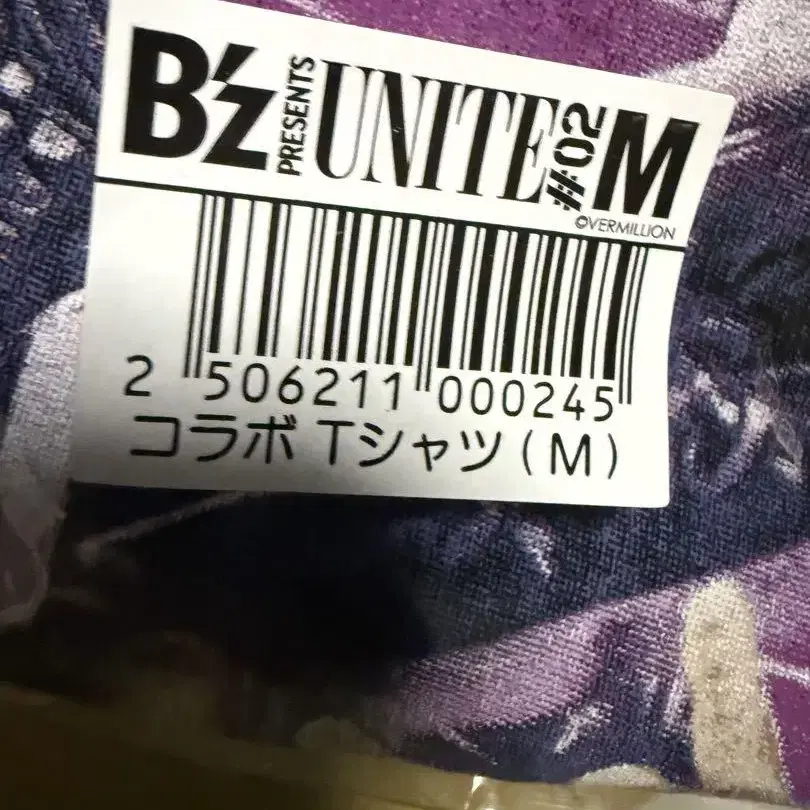 B'z PRESENTS UNITE #02 M
©VERMILLION
2 506211 000245
コラボ Tシャツ(M)